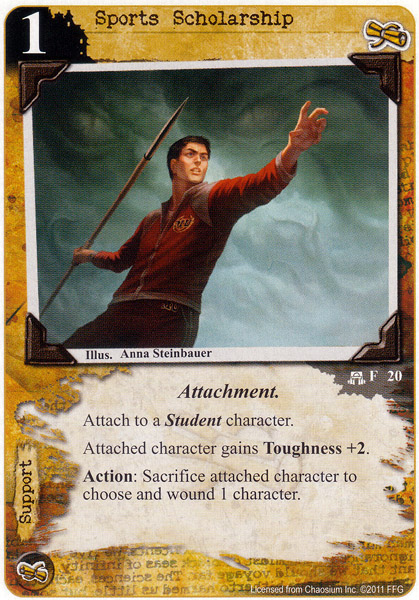 1
Sports Scholarship
Illus. Anna Steinbauer
F 20
Attachment.
Attach to a Student character.
Attached character gains Toughness +2.
Action: Sacrifice attached character to
choose and wound 1 character.
Support
Licensed from Chaosium Inc. ©2011 FFG